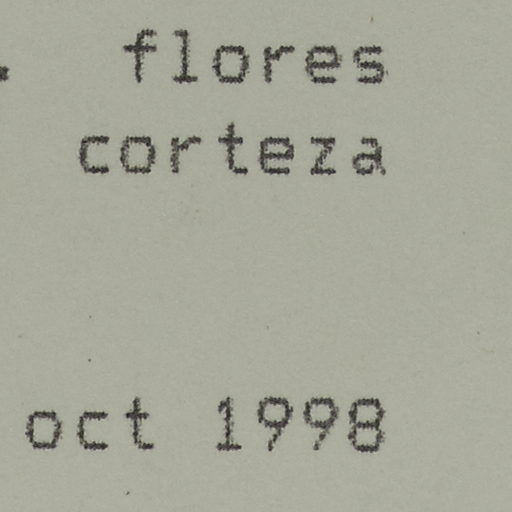 . flores
corteza
oct 1998